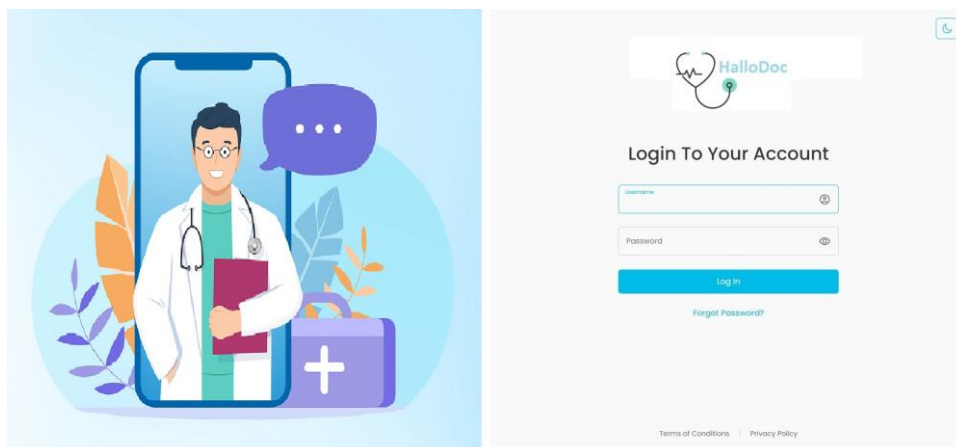 HalloDoc
Login To Your Account
Username
Password
Log In
Forgot Password?
Terms of Conditions
Privacy Policy